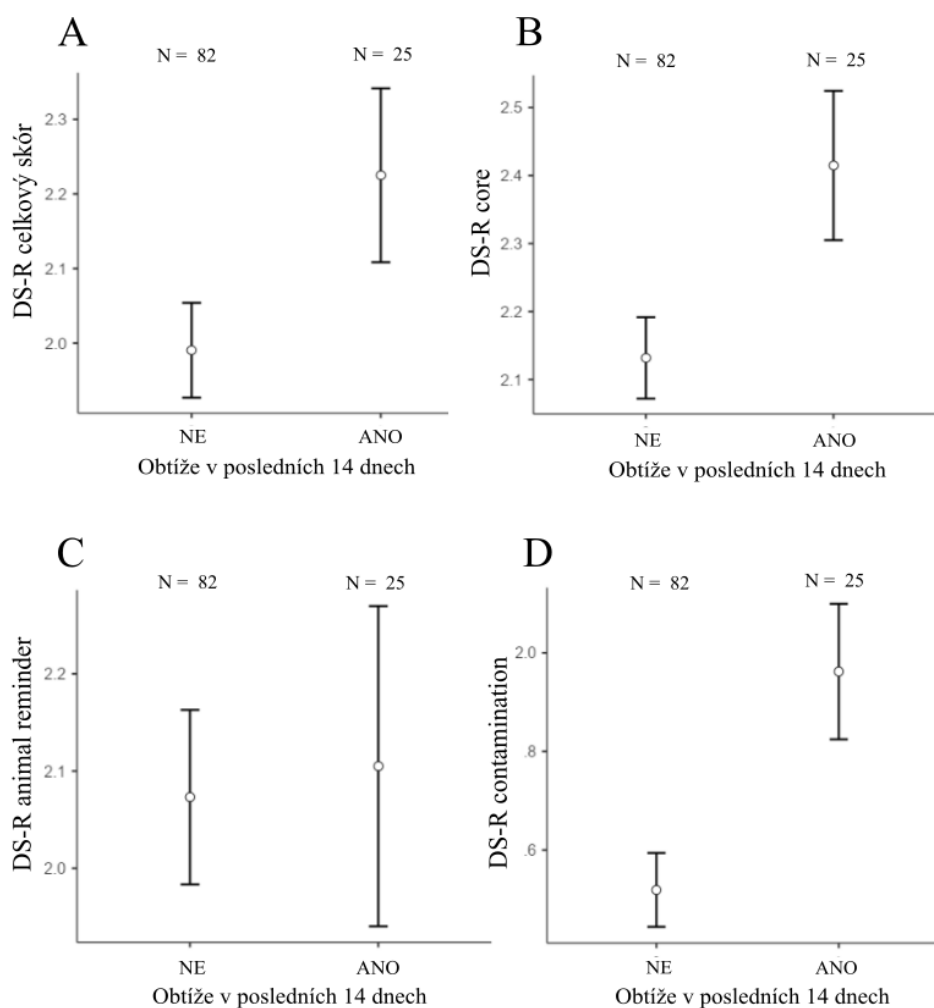 A
N = 82
N = 25
DS-R celkový skór
2.3
2.2
2.1
2.0
NE
ANO
Obtíže v posledních 14 dnech
B
N = 82
N = 25
DS-R core
2.5
2.4
2.3
2.2
2.1
NE
ANO
Obtíže v posledních 14 dnech
C
N = 82
N = 25
DS-R animal reminder
2.2
2.1
2.0
NE
ANO
Obtíže v posledních 14 dnech
D
N = 82
N = 25
DS-R contamination
2.0
.8
.6
NE
ANO
Obtíže v posledních 14 dnech